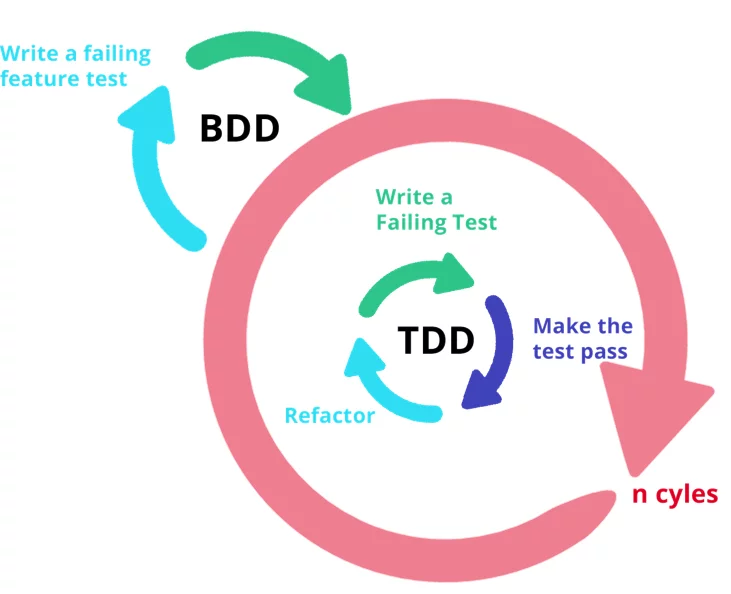 Write a failing
feature test
BDD
Write a
Failing Test
TDD
Make the
test pass
Refactor
n cyles